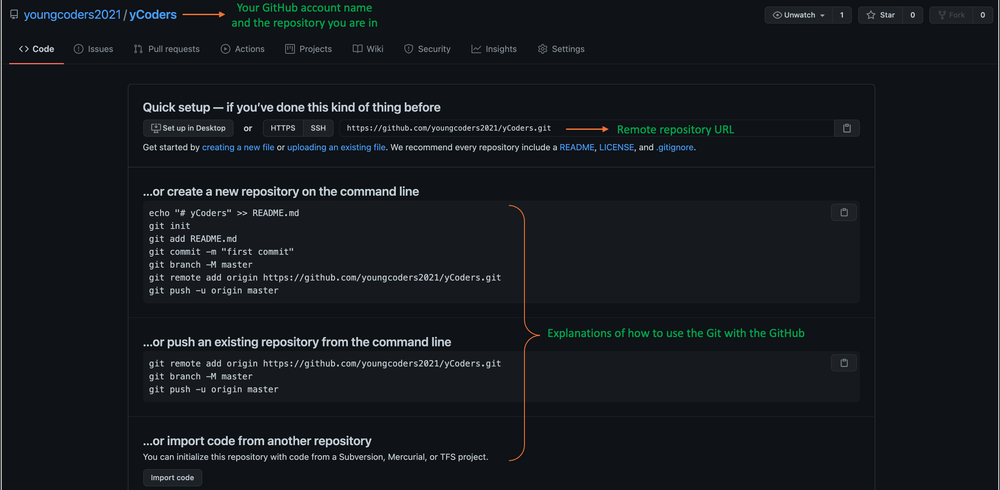 youngcoders2021 / yCoders
Your GitHub account name
and the repository you are in
Unwatch 1 Star 0 Fork 0
Code Issues Pull requests Actions Projects Wiki Security Insights Settings
Quick setup — if you’ve done this kind of thing before
Set up in Desktop or HTTPS SSH https://github.com/youngcoders2021/yCoders.git Remote repository URL
Get started by creating a new file or uploading an existing file. We recommend every repository include a README, LICENSE, and .gitignore.
…or create a new repository on the command line
echo "# yCoders" >> README.md
git init
git add README.md
git commit -m "first commit"
git branch -M master
git remote add origin https://github.com/youngcoders2021/yCoders.git
git push -u origin master
Explanations of how to use the Git with the GitHub
…or push an existing repository from the command line
git remote add origin https://github.com/youngcoders2021/yCoders.git
git branch -M master
git push -u origin master
…or import code from another repository
You can initialize this repository with code from a Subversion, Mercurial, or TFS project.
Import code